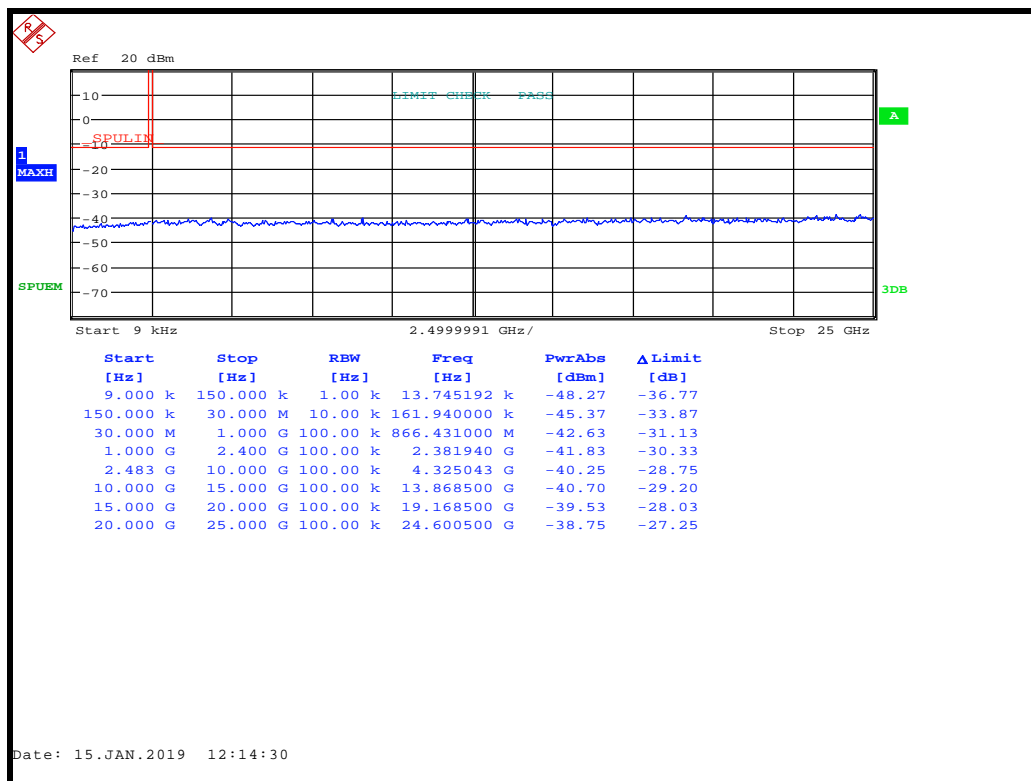 R S
Ref 20 dBm
10
LIMIT CHECK PASS
0
A
SPULIN
-10
1
MAXH
-20
-30
-40
-50
-60
SPUEM
-70
3DB
Start 9 kHz 2.4999991 GHz/ Stop 25 GHz
Start Stop RBW Freq PwrAbs Δ Limit
[Hz] [Hz] [Hz] [Hz] [dBm] [dB]
9.000 k 150.000 k 1.00 k 13.745192 k -48.27 -36.77
150.000 k 30.000 M 10.00 k 161.940000 k -45.37 -33.87
30.000 M 1.000 G 100.00 k 866.431000 M -42.63 -31.13
1.000 G 2.400 G 100.00 k 2.381940 G -41.83 -30.33
2.483 G 10.000 G 100.00 k 4.325043 G -40.25 -28.75
10.000 G 15.000 G 100.00 k 13.868500 G -40.70 -29.20
15.000 G 20.000 G 100.00 k 19.168500 G -39.53 -28.03
20.000 G 25.000 G 100.00 k 24.600500 G -38.75 -27.25
Date: 15.JAN.2019 12:14:30